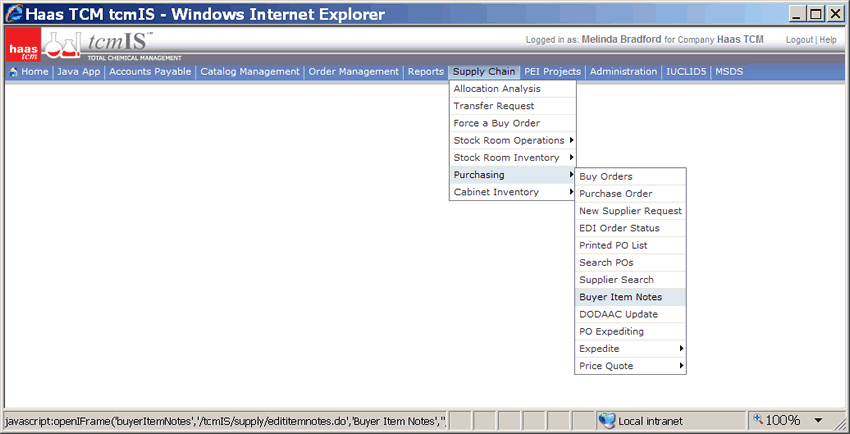 Haas TCM tcmIS - Windows Internet Explorer
haas
tcm
tcmIS™
TOTAL CHEMICAL MANAGEMENT
Logged in as: Melinda Bradford for Company Haas TCM Logout | Help
Home | Java App | Accounts Payable | Catalog Management | Order Management | Reports | Supply Chain | PEI Projects | Administration | IUCLID5 | MSDS
Allocation Analysis
Transfer Request
Force a Buy Order
Stock Room Operations
Stock Room Inventory
Purchasing
Cabinet Inventory
Buy Orders
Purchase Order
New Supplier Request
EDI Order Status
Printed PO List
Search POs
Supplier Search
Buyer Item Notes
DODAAC Update
PO Expediting
Expedite
Price Quote
javascript:openIFrame('buyerItemNotes','/tcmIS/supply/edititemnotes.do','Buyer Item Notes','' Local intranet 100%